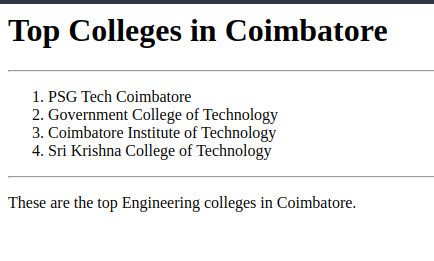 Top Colleges in Coimbatore
1. PSG Tech Coimbatore
2. Government College of Technology
3. Coimbatore Institute of Technology
4. Sri Krishna College of Technology
These are the top Engineering colleges in Coimbatore.